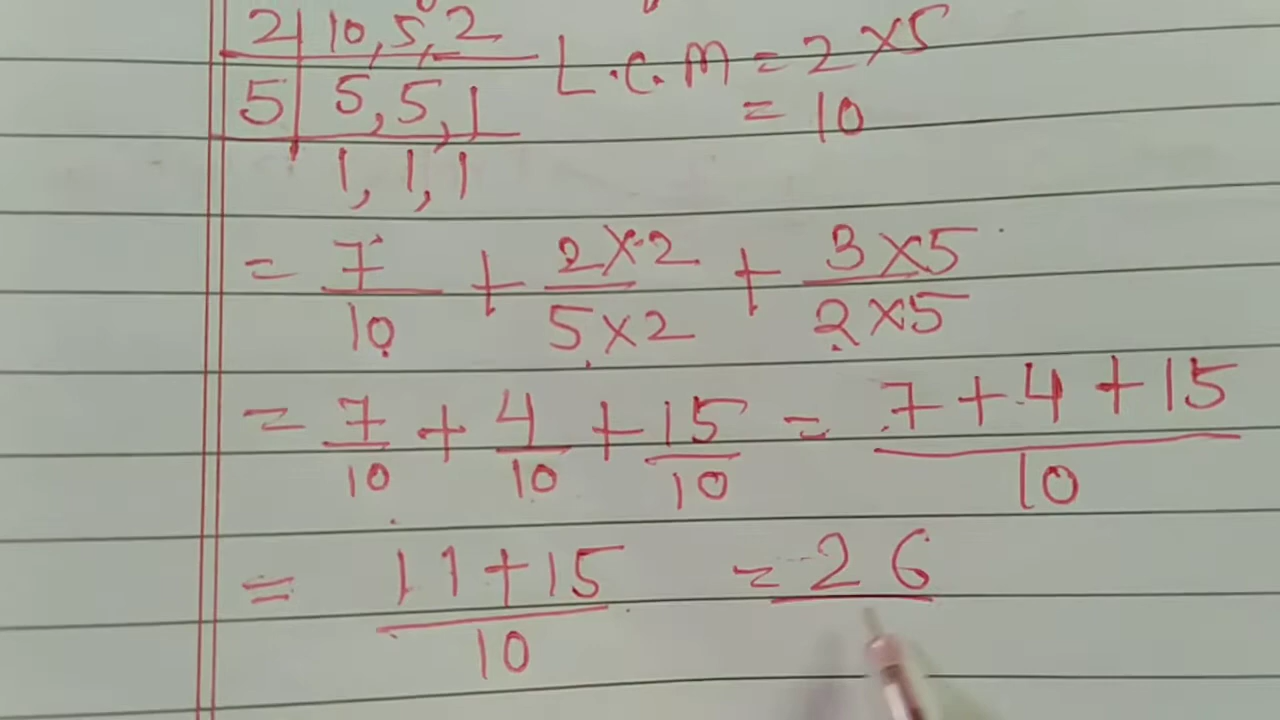 2 | 10, 5, 2 L.C.M = 2 × 5
5 | 5, 5, 1 = 10
1, 1, 1
= 7/10 + 2×2/5×2 + 3×5/2×5
= 7/10 + 4/10 + 15/10 = 7+4+15/10
= 11+15/10 = 26